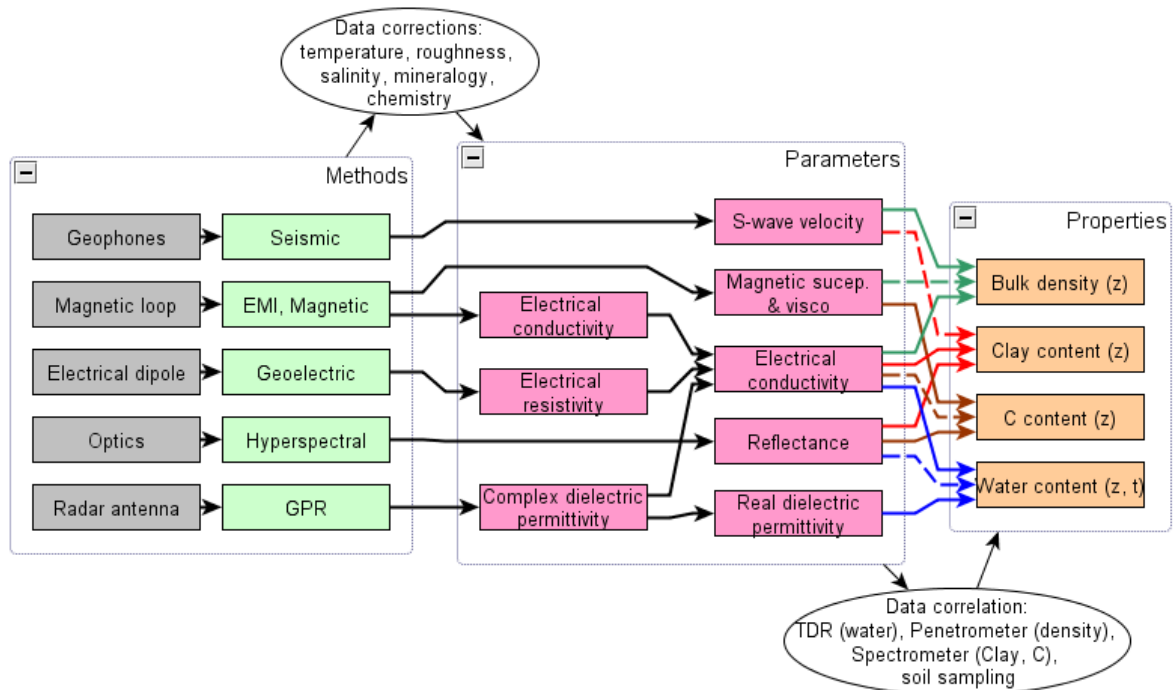 Data corrections:
temperature, roughness,
salinity, mineralogy,
chemistry
Methods
Geophones
Seismic
Magnetic loop
EMI, Magnetic
Electrical dipole
Geoelectric
Optics
Hyperspectral
Radar antenna
GPR
Parameters
S-wave velocity
Magnetic sucep.
& visco
Electrical
conductivity
Electrical
conductivity
Electrical
resistivity
Reflectance
Complex dielectric
permittivity
Real dielectric
permittivity
Properties
Bulk density (z)
Clay content (z)
C content (z)
Water content (z, t)
Data correlation:
TDR (water), Penetrometer (density),
Spectrometer (Clay, C),
soil sampling